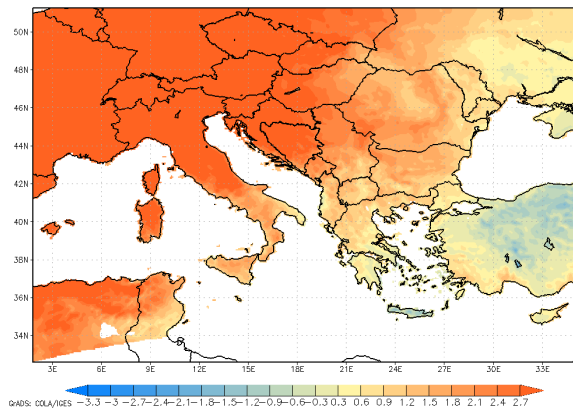 50N
48N
46N
44N
42N
40N
38N
36N
34N
3E 6E 9E 12E 15E 18E 21E 24E 27E 30E 33E
-3.3 -3 -2.7 -2.4 -2.1 -1.8 -1.5 -1.2 -0.9 -0.6 -0.3 0.3 0.6 0.9 1.2 1.5 1.8 2.1 2.4 2.7
GrADS: COLA/IGES